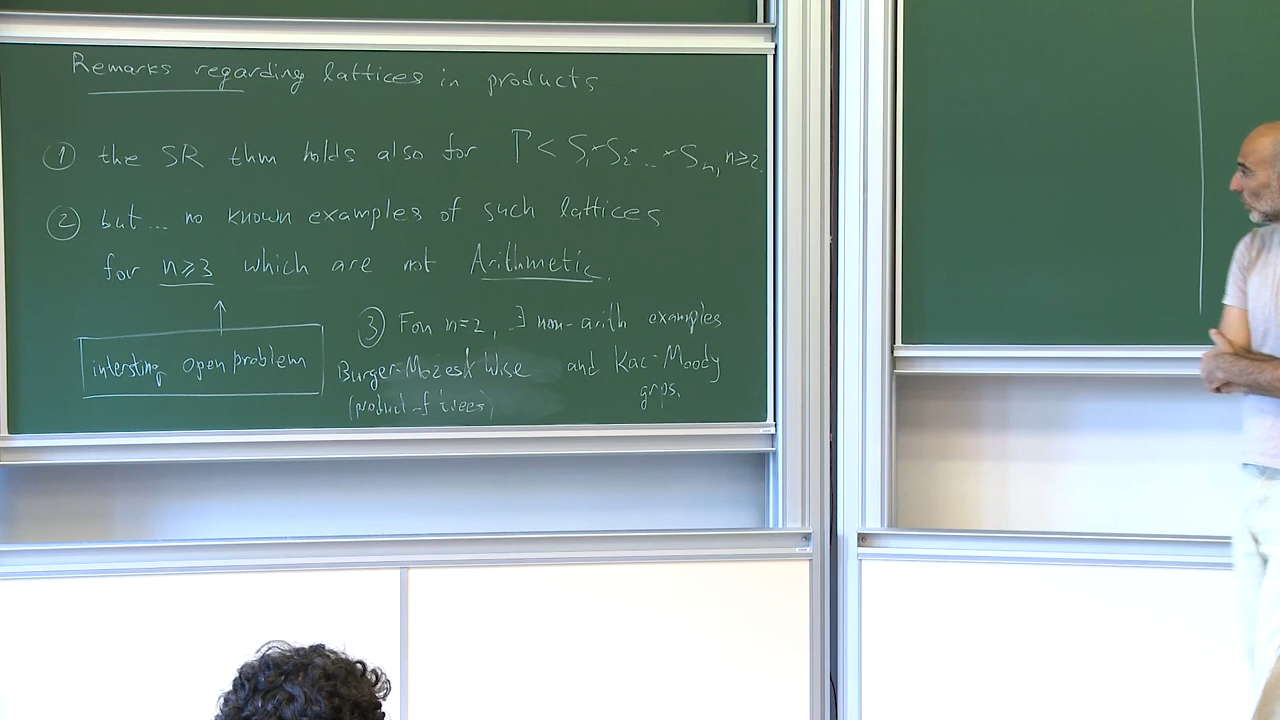 Remarks regarding lattices in products
① the SR thm holds also for Γ < S₁×S₂×...×Sₙ, n≥2.
② but... no known examples of such lattices
for n≥3 which are not Arithmetic.
↑
intersting open problem
③ For n=2, ∃ non-arith examples
Burger-Mozes & Wise and Kac-Moody
(product of trees) grps.